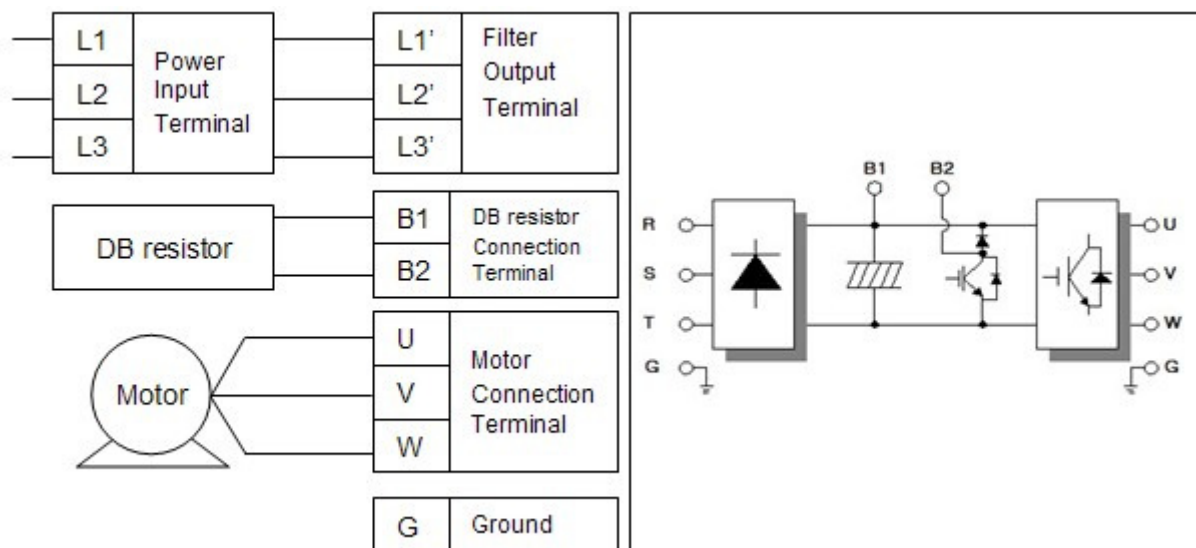 L1
L2
L3
Power
Input
Terminal
L1’
L2’
L3’
Filter
Output
Terminal
DB resistor
B1
B2
DB resistor
Connection
Terminal
Motor
U
V
W
Motor
Connection
Terminal
G
Ground
B1
B2
R
S
T
G
U
V
W
G